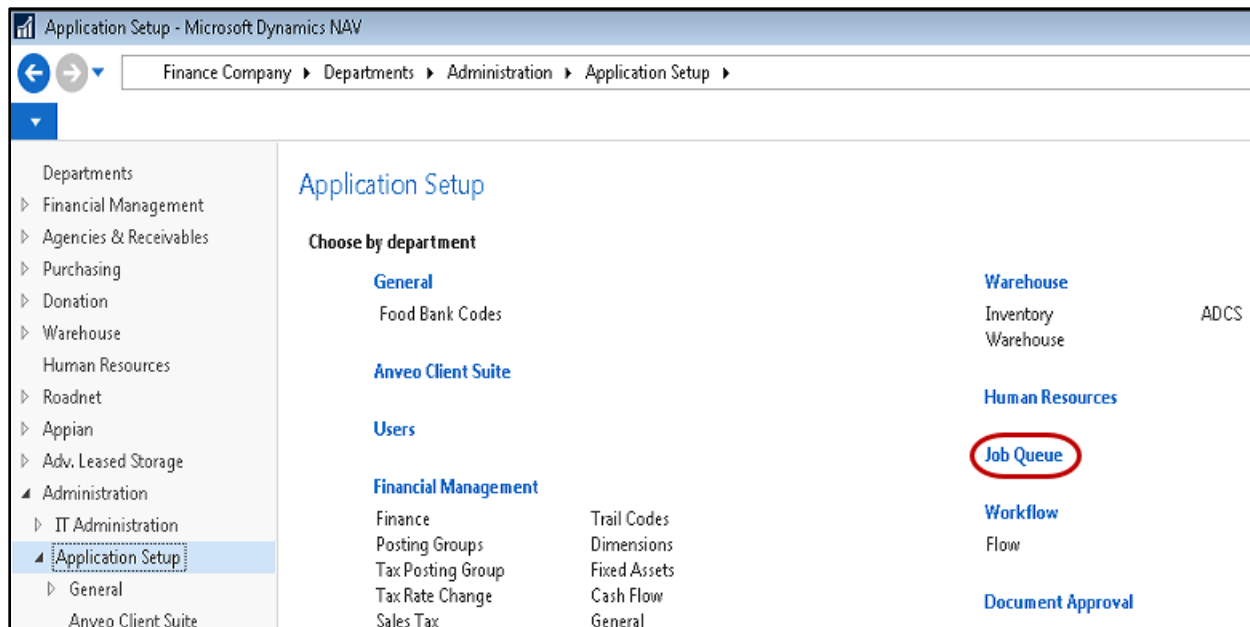 Application Setup - Microsoft Dynamics NAV
Finance Company Departments Administration Application Setup
Departments
Financial Management
Agencies & Receivables
Purchasing
Donation
Warehouse
Human Resources
Roadnet
Appian
Adv. Leased Storage
Administration
IT Administration
Application Setup
General
Anveo Client Suite
Application Setup
Choose by department
General
Food Bank Codes
Anveo Client Suite
Users
Financial Management
Finance Trail Codes
Posting Groups Dimensions
Tax Posting Group Fixed Assets
Tax Rate Change Cash Flow
Sales Tax General
Warehouse
Inventory ADCS
Warehouse
Human Resources
Job Queue
Workflow
Flow
Document Approval